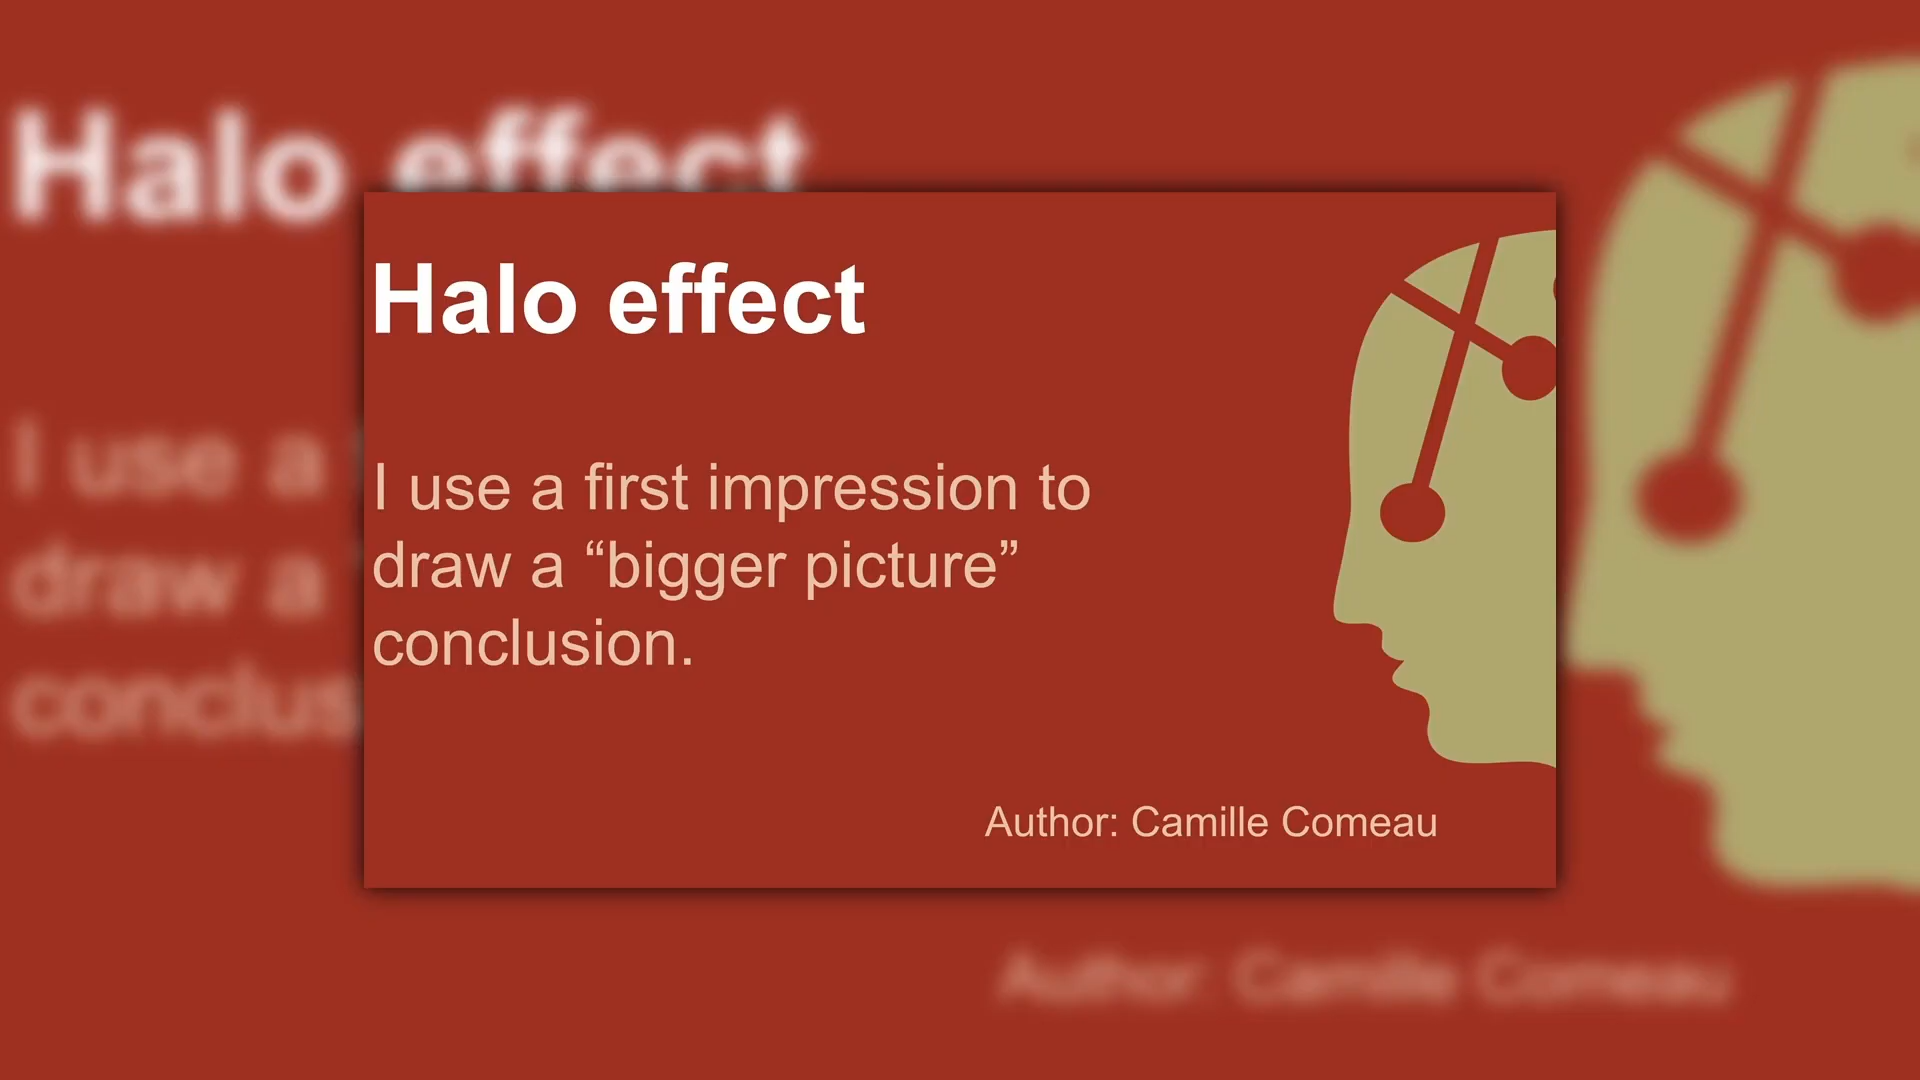 Halo effect
I use a first impression to
draw a “bigger picture”
conclusion.
Author: Camille Comeau